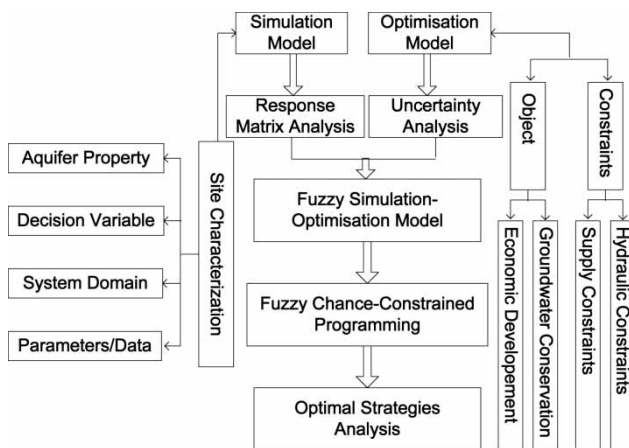 Simulation
Model
Optimisation
Model
Response
Matrix Analysis
Uncertainty
Analysis
Object
Constraints
Aquifer Property
Decision Variable
System Domain
Parameters/Data
Site Characterization
Fuzzy Simulation-
Optimisation Model
Fuzzy Chance-Constrained
Programming
Optimal Strategies
Analysis
Economic Developement
Groundwater Conservation
Supply Constraints
Hydraulic Constraints